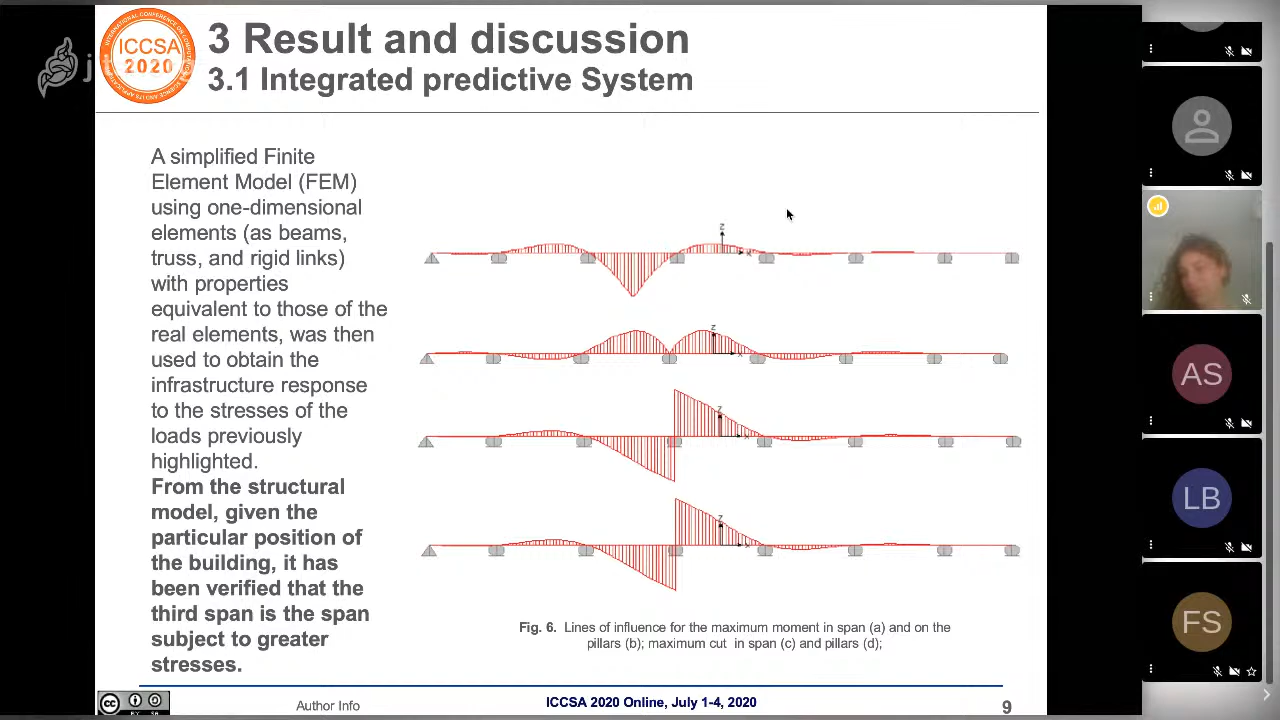 ICCSA
2020
3 Result and discussion
3.1 Integrated predictive System
A simplified Finite
Element Model (FEM)
using one-dimensional
elements (as beams,
truss, and rigid links)
with properties
equivalent to those of the
real elements, was then
used to obtain the
infrastructure response
to the stresses of the
loads previously
highlighted.
From the structural
model, given the
particular position of
the building, it has
been verified that the
third span is the span
subject to greater
stresses.
z
x
z
x
z
x
z
x
Fig. 6. Lines of influence for the maximum moment in span (a) and on the
pillars (b); maximum cut in span (c) and pillars (d);
Author Info
ICCSA 2020 Online, July 1-4, 2020
9
AS
LB
FS